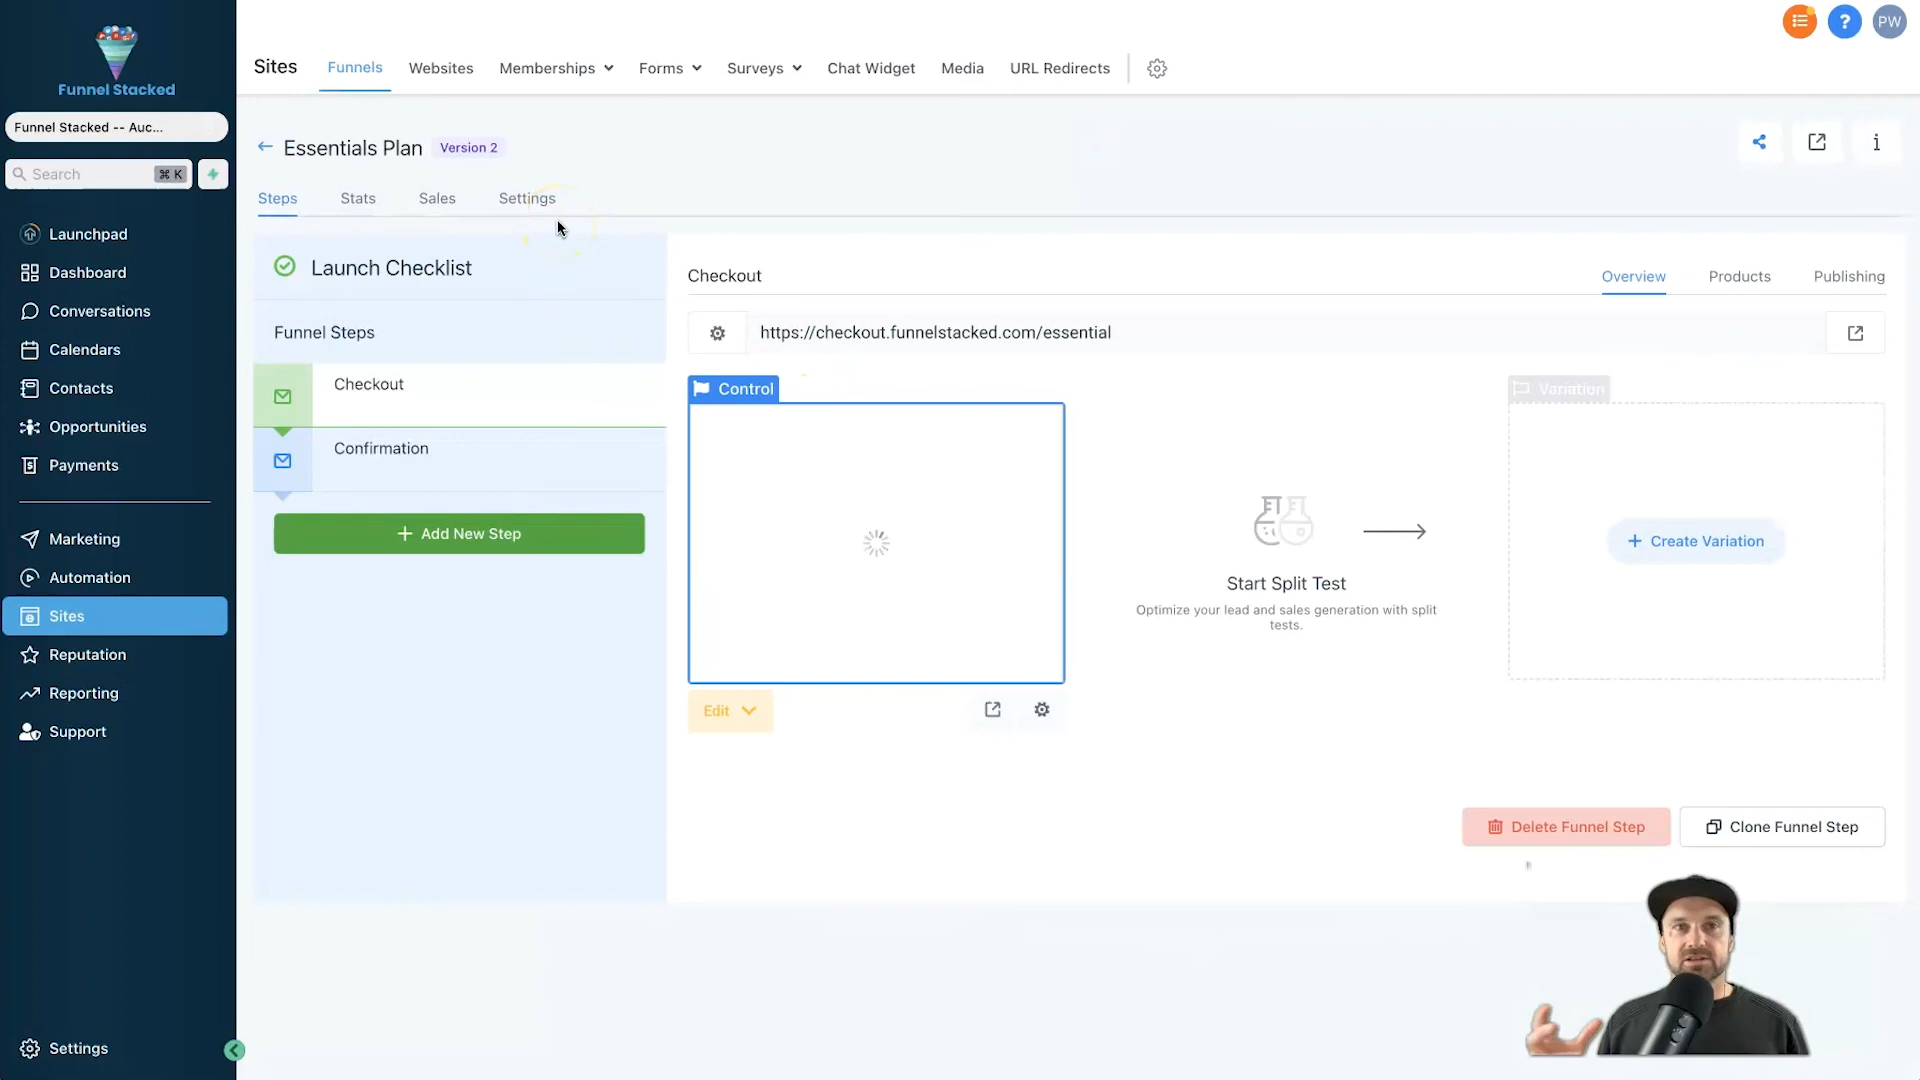 Funnel Stacked
Funnel Stacked -- Auc...
Search ⌘ K
Launchpad
Dashboard
Conversations
Calendars
Contacts
Opportunities
Payments
Marketing
Automation
Sites
Reputation
Reporting
Support
Settings
Sites Funnels Websites Memberships Forms Surveys Chat Widget Media URL Redirects
? PW
Essentials Plan Version 2
i
Steps Stats Sales Settings
Launch Checklist
Funnel Steps
Checkout
Confirmation
+ Add New Step
Checkout
Overview Products Publishing
https://checkout.funnelstacked.com/essential
Control
Edit
Start Split Test
Optimize your lead and sales generation with split
tests.
Variation
+ Create Variation
Delete Funnel Step
Clone Funnel Step